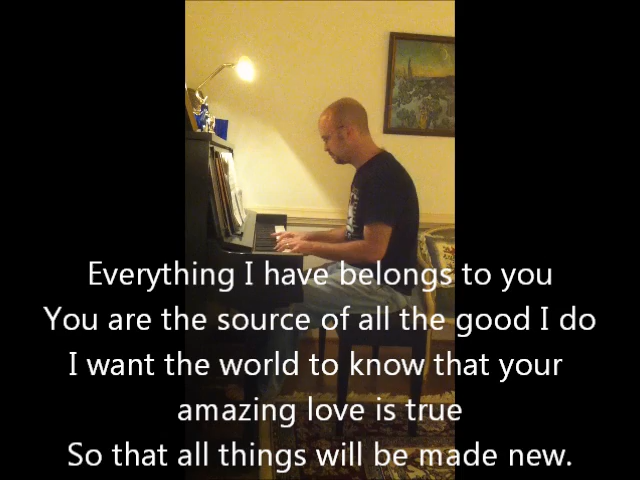 Everything I have belongs to you
You are the source of all the good I do
I want the world to know that your
amazing love is true
So that all things will be made new.